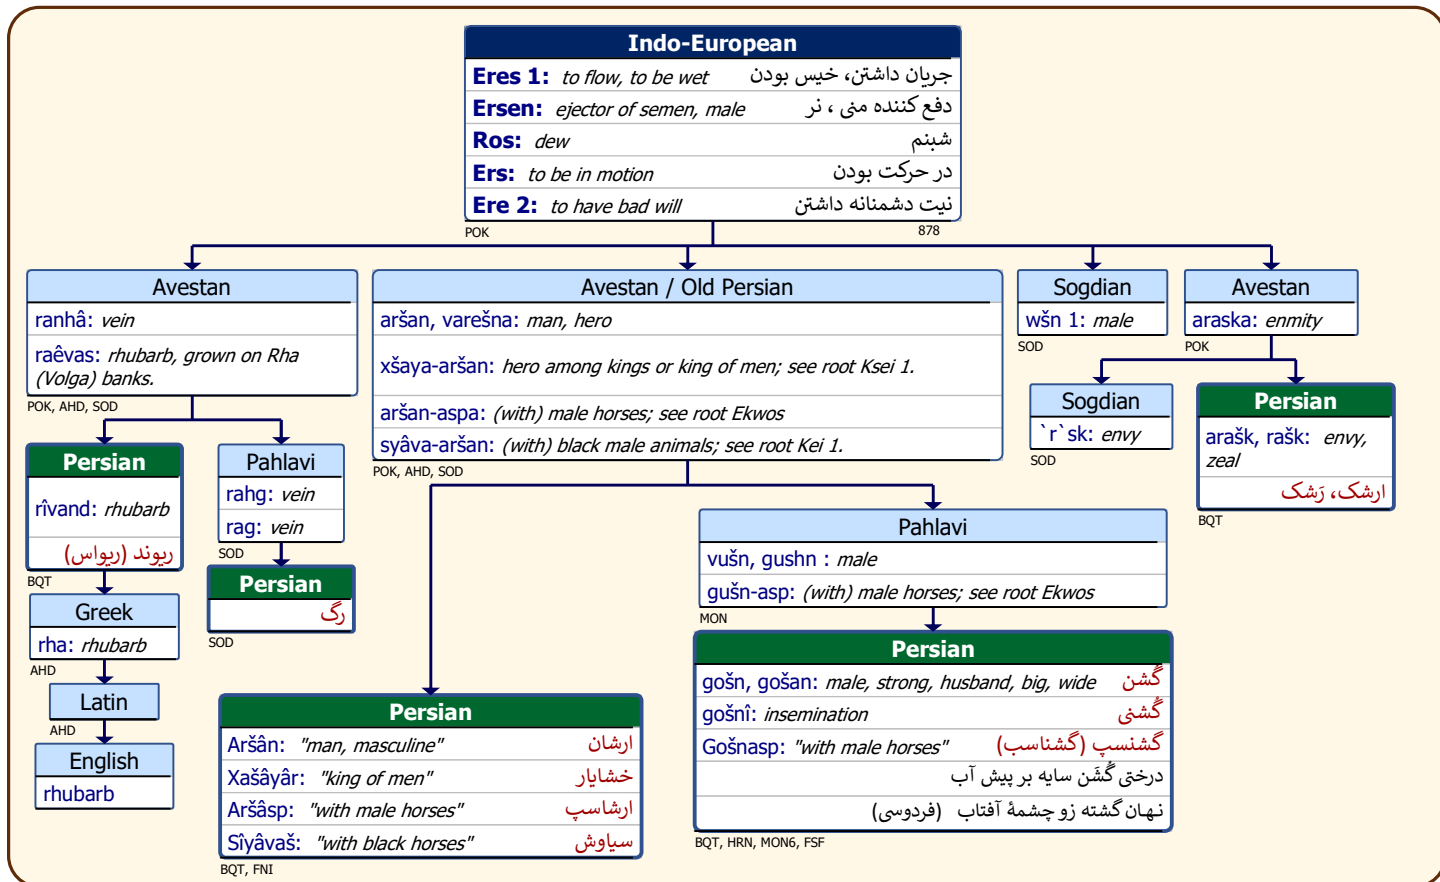 Indo-European
Eres 1: to flow, to be wet جریان داشتن، خیس بودن
Ersen: ejector of semen, male دفع کننده منی ، نر
Ros: dew شبنم
Ers: to be in motion در حرکت بودن
Ere 2: to have bad will نیت دشمنانه داشتن
POK 878
Avestan
ranhâ: vein
raêvas: rhubarb, grown on Rha
(Volga) banks.
POK, AHD, SOD
Avestan / Old Persian
aršan, varešna: man, hero
xšaya-aršan: hero among kings or king of men; see root Ksei 1.
aršan-aspa: (with) male horses; see root Ekwos
syâva-aršan: (with) black male animals; see root Kei 1.
POK, AHD, SOD
Sogdian
wšn 1: male
SOD
Avestan
araska: enmity
POK
Sogdian
`r`sk: envy
SOD
Persian
arašk, rašk: envy,
zeal
ارشک، رَشک
BQT
Persian
rîvand: rhubarb
ریوند (ریواس)
BQT
Pahlavi
rahg: vein
rag: vein
SOD
Persian
رگ
SOD
Greek
rha: rhubarb
AHD
Latin
AHD
English
rhubarb
Pahlavi
vušn, gushn : male
gušn-asp: (with) male horses; see root Ekwos
MON
Persian
Aršân: "man, masculine" ارشان
Xašâyâr: "king of men" خشایار
Aršâsp: "with male horses" ارشاسپ
Sîyâvaš: "with black horses" سیاوش
BQT, FNI
Persian
gošn, gošan: male, strong, husband, big, wide گُشن
gošnî: insemination گُشنی
Gošnasp: "with male horses" گشنسپ (گشناسب)
درختی گُشَن سایه بر پیش آب
نهان گشته زو چشمهٔ آفتاب (فردوسی)
BQT, HRN, MON6, FSF